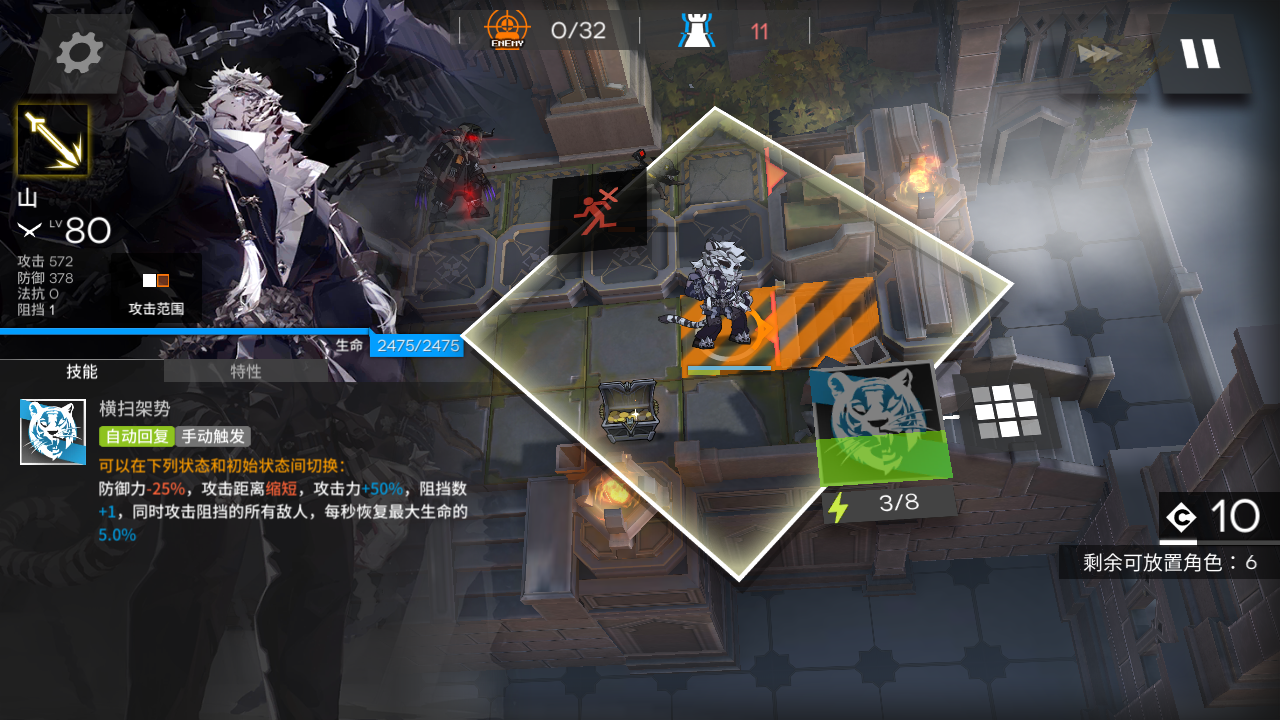 ENEMY
0/32
11
山
LV 80
攻击 572
防御 378
法抗 0
阻挡 1
攻击范围
生命 2475/2475
技能
特性
横扫架势
自动回复 手动触发
可以在下列状态和初始状态间切换：
防御力-25%，攻击距离缩短，攻击力+50%，阻挡数
+1，同时攻击阻挡的所有敌人，每秒恢复最大生命的
5.0%
3/8
C 10
剩余可放置角色：6